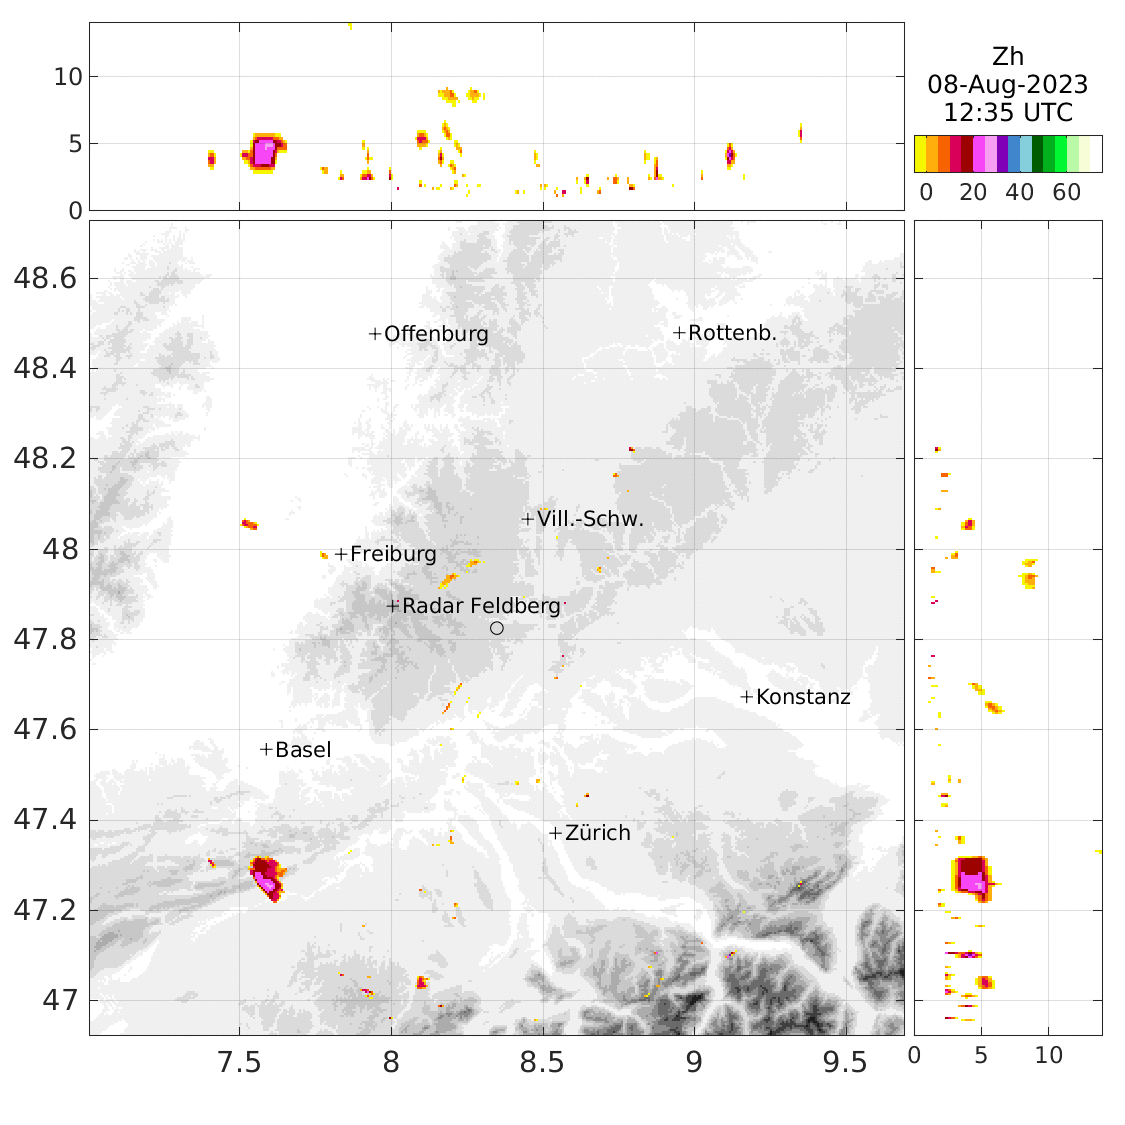 Zh
08-Aug-2023
12:35 UTC
0 20 40 60
10
5
0
48.6
48.4
48.2
48
47.8
47.6
47.4
47.2
47
Offenburg
Rottenb.
Vill.-Schw.
Freiburg
Radar Feldberg
Konstanz
Basel
Zürich
7.5 8 8.5 9 9.5
0 5 10